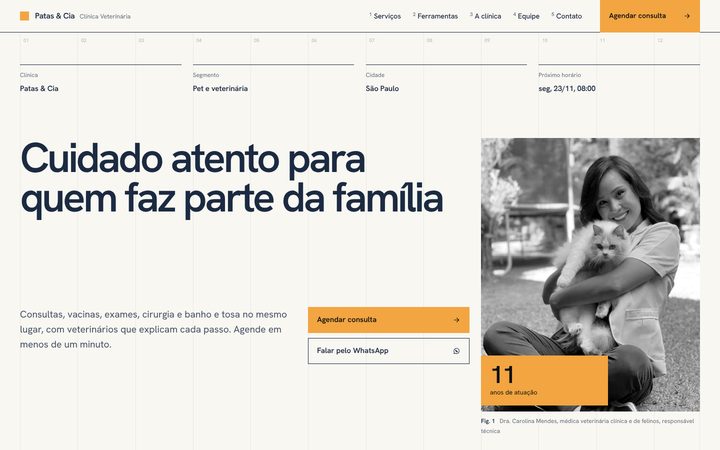 Patas & Cia Clínica Veterinária
1 Serviços 2 Ferramentas 3 A clínica 4 Equipe 5 Contato
Agendar consulta →
01 02 03 04 05 06 07 08 09 10 11 12
Clínica
Patas & Cia
Segmento
Pet e veterinária
Cidade
São Paulo
Próximo horário
seg, 23/11, 08:00
Cuidado atento para
quem faz parte da família
Consultas, vacinas, exames, cirurgia e banho e tosa no mesmo
lugar, com veterinários que explicam cada passo. Agende em
menos de um minuto.
Agendar consulta →
Falar pelo WhatsApp
11
anos de atuação
Fig. 1 Dra. Carolina Mendes, médica veterinária clínica e de felinos, responsável
técnica